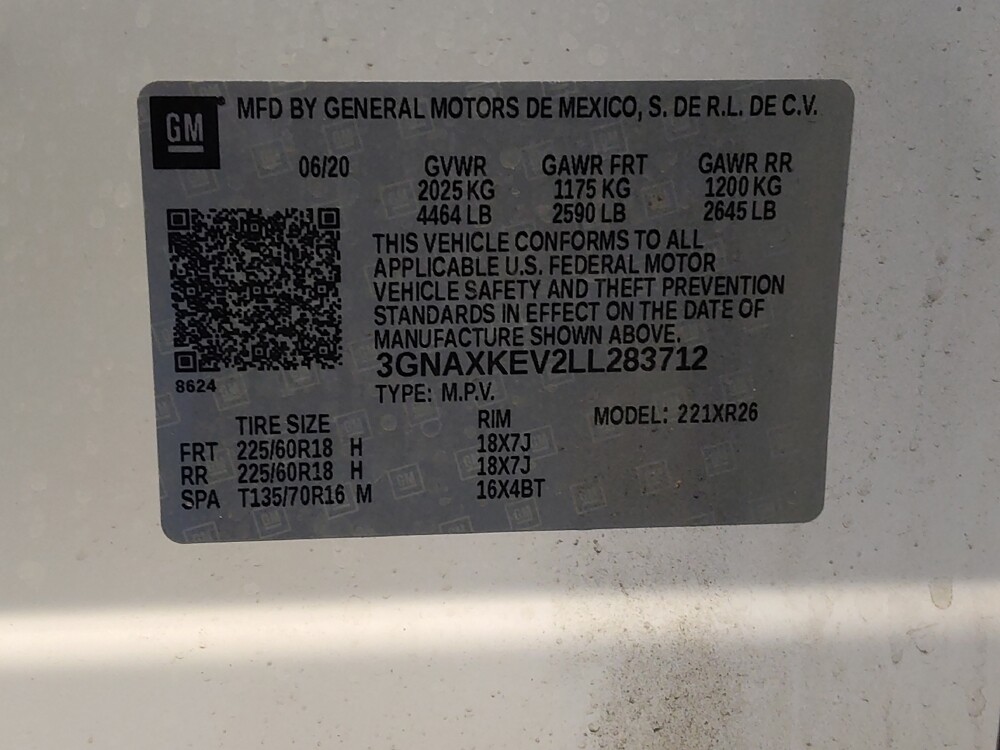 GM® MFD BY GENERAL MOTORS DE MEXICO, S. DE R.L. DE C.V.
06/20 GVWR GAWR FRT GAWR RR
2025 KG 1175 KG 1200 KG
4464 LB 2590 LB 2645 LB
THIS VEHICLE CONFORMS TO ALL
APPLICABLE U.S. FEDERAL MOTOR
VEHICLE SAFETY AND THEFT PREVENTION
STANDARDS IN EFFECT ON THE DATE OF
MANUFACTURE SHOWN ABOVE.
3GNAXKEV2LL283712
8624
TYPE: M.P.V.
TIRE SIZE RIM MODEL: 221XR26
FRT 225/60R18 H 18X7J
RR 225/60R18 H 18X7J
SPA T135/70R16 M 16X4BT